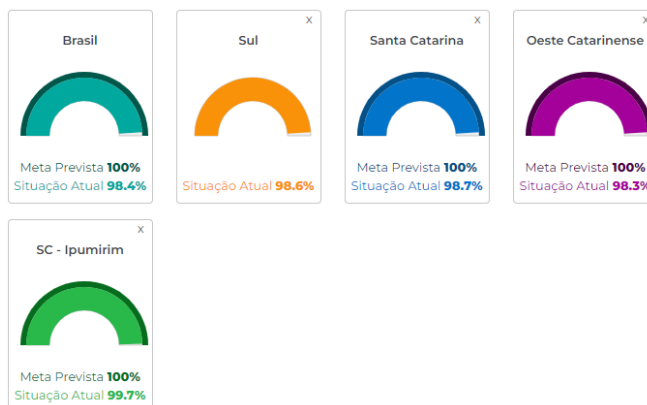 Brasil
Meta Prevista 100%
Situação Atual 98.4%
x
Sul
Situação Atual 98.6%
x
Santa Catarina
Meta Prevista 100%
Situação Atual 98.7%
x
Oeste Catarinense
Meta Prevista 100%
Situação Atual 98.3%
x
SC - Ipumirim
Meta Prevista 100%
Situação Atual 99.7%